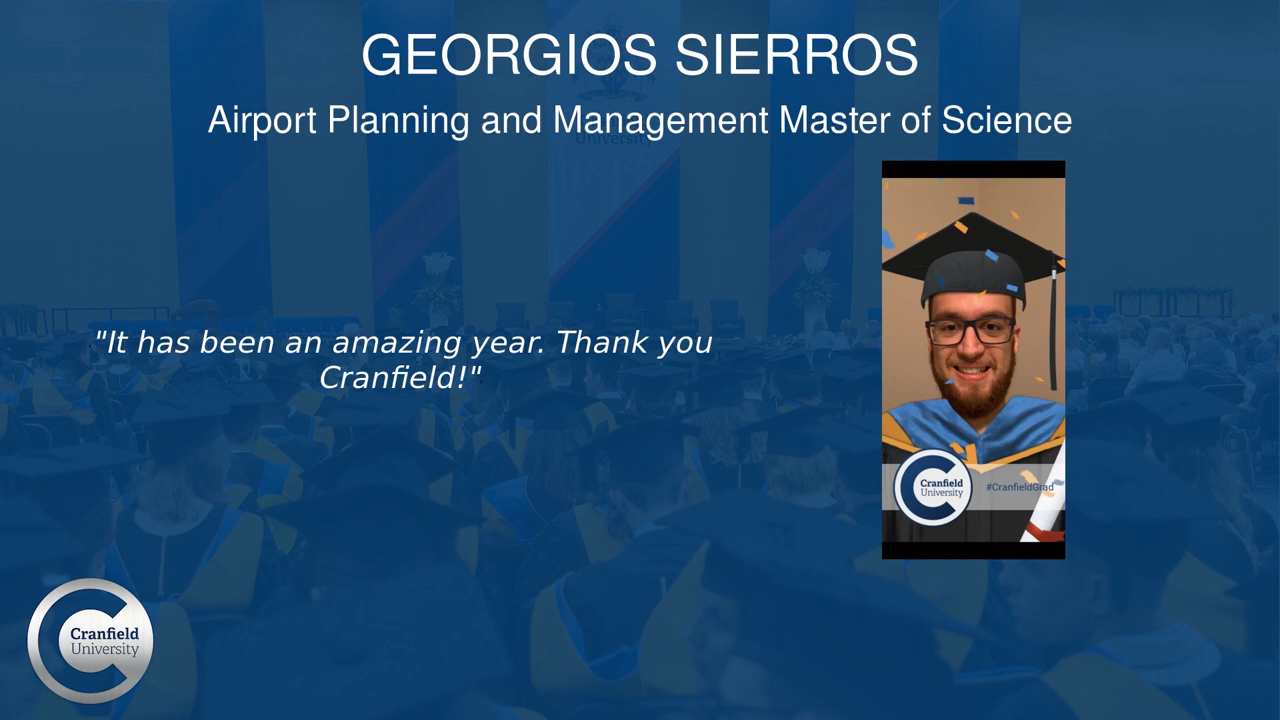 GEORGIOS SIERROS
Airport Planning and Management Master of Science
University
"It has been an amazing year. Thank you
Cranfield!"
Cranfield
University
#CranfieldGrad
Cranfield
University